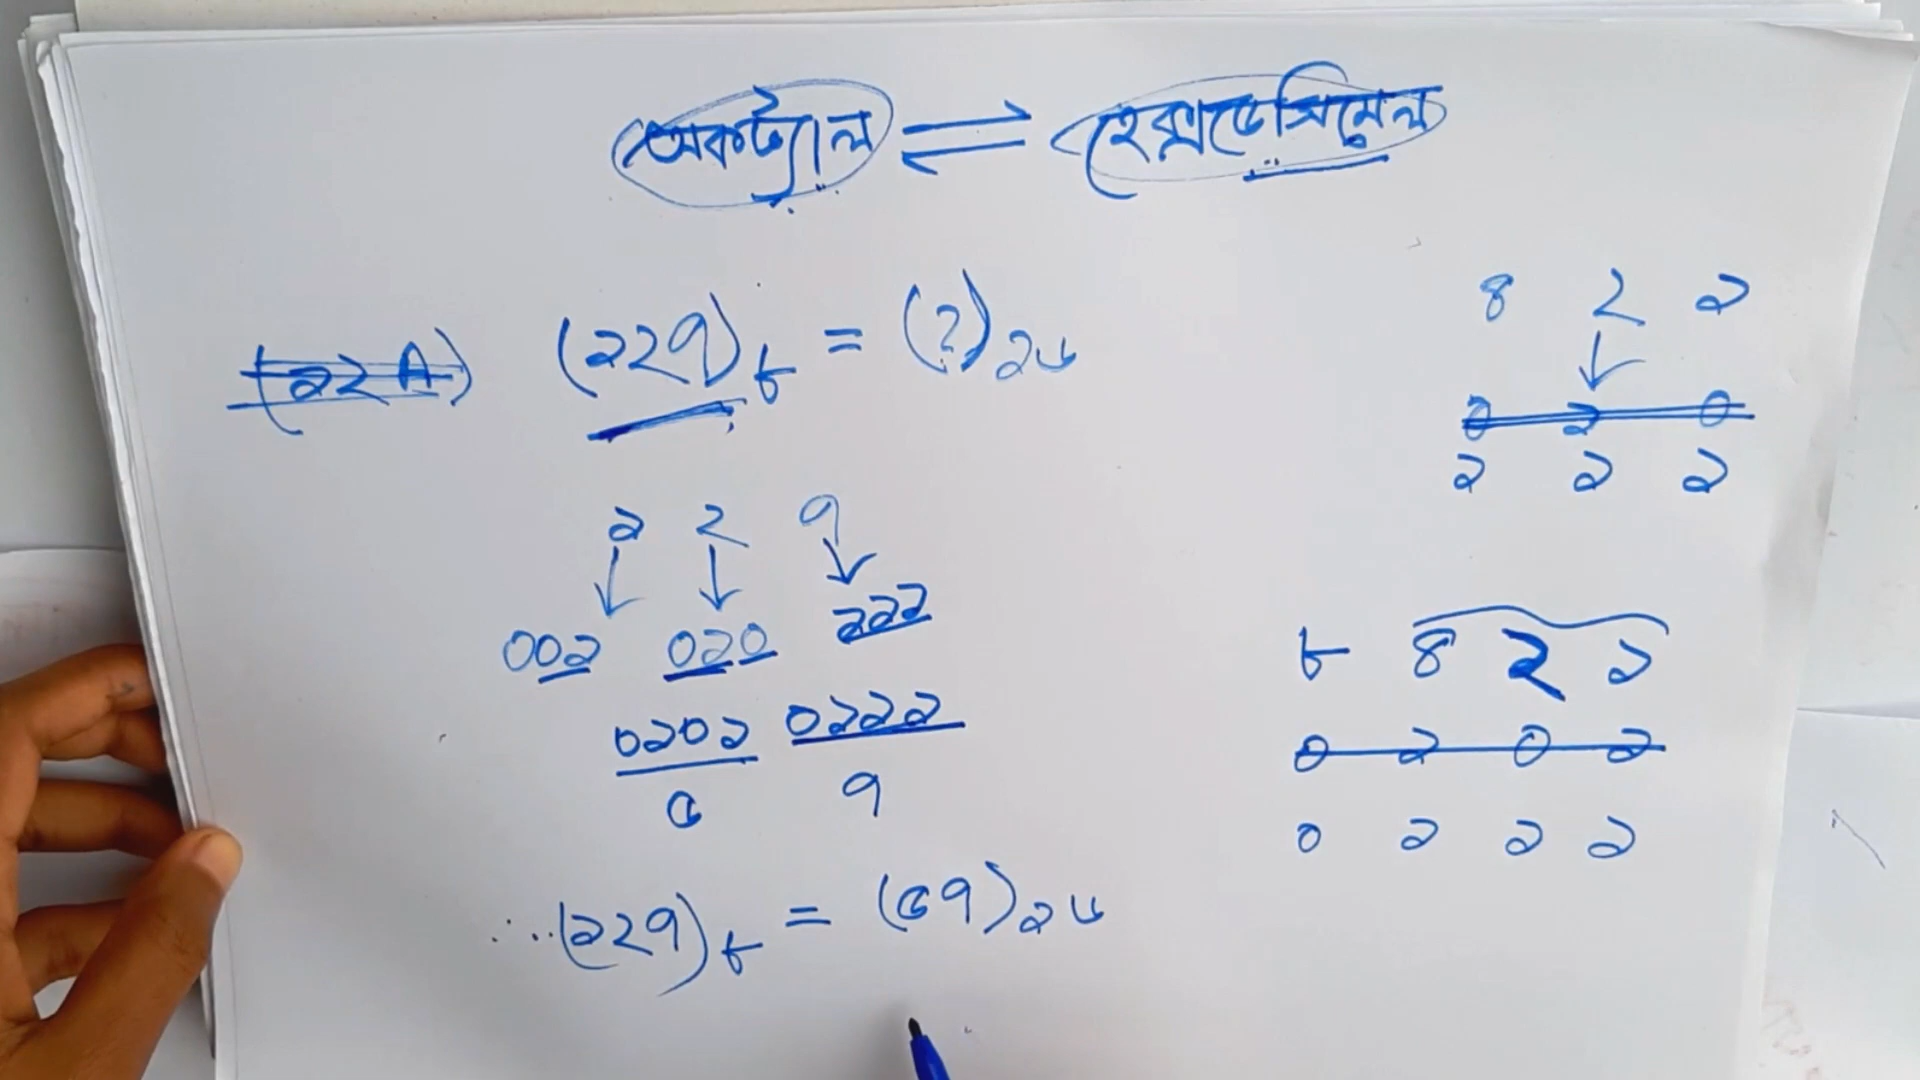 অকট্যাল ⇌ হেক্সাডেসিমেল
(১২A) (১২৭)৮ = (?)১৬
১ ২ ৭
০০১ ০১০ ১১১
০১০১ ০১১১
৫ ৭
∴ (১২৭)৮ = (৫৭)১৬
৪ ২ ১
০ ১ ০
১ ১ ১
৮ ৪ ২ ১
০ ১ ০ ১
০ ১ ১ ১